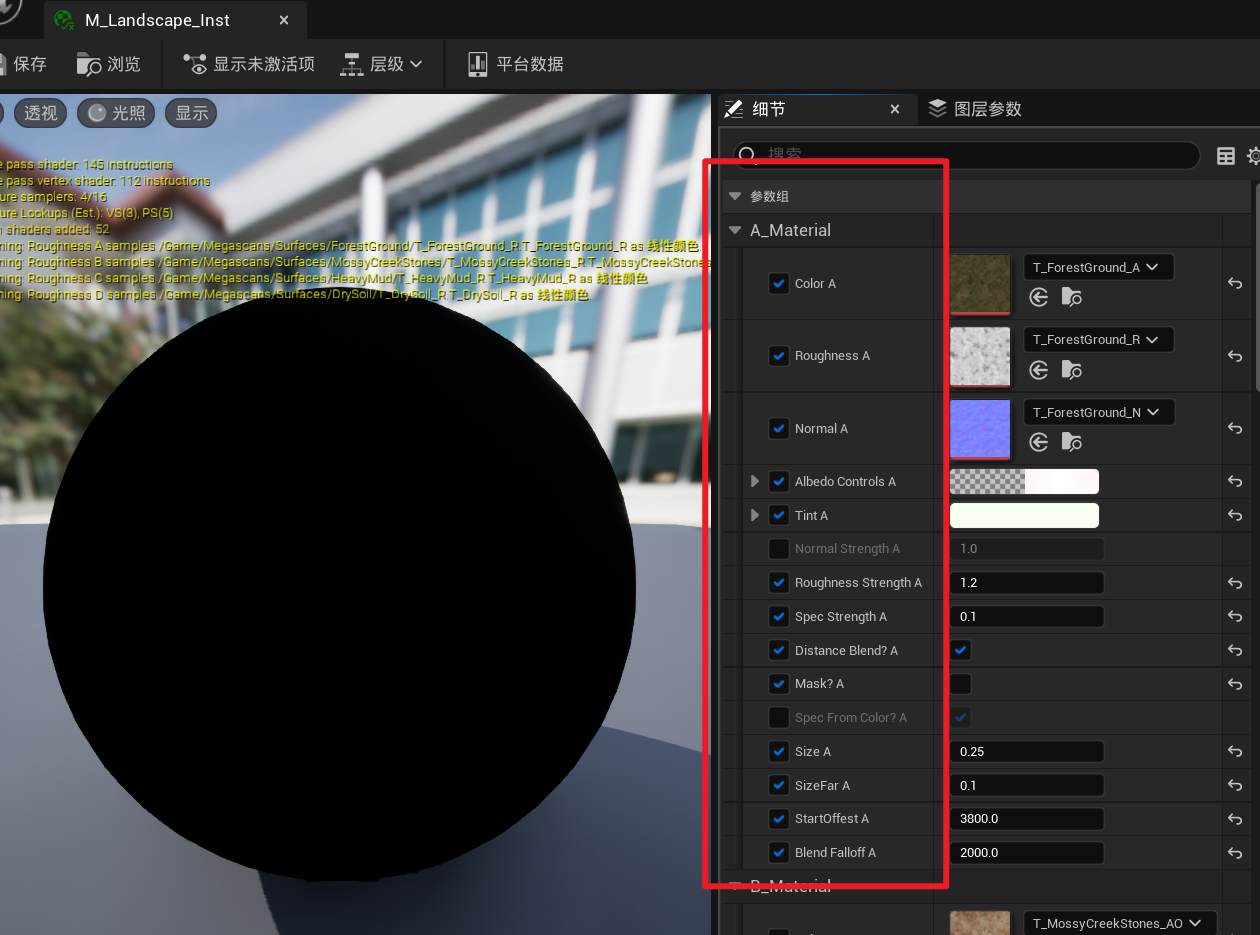 M_Landscape_Inst
保存
浏览
显示未激活项
层级
平台数据
透视
光照
显示
细节
图层参数
搜索
e pass shader: 145 instructions
e pass vertex shader: 112 instructions
ure samplers: 4/16
ure Lookups (Est.): VS(3), PS(5)
shaders added: 52
ning: Roughness A samples /Game/Megascans/Surfaces/ForestGround/T_ForestGround_R.T_ForestGround_R as 线性颜色
ning: Roughness B samples /Game/Megascans/Surfaces/MossyCreekStones/T_MossyCreekStones_R.T_MossyCreekStones
ning: Roughness C samples /Game/Megascans/Surfaces/HeavyMud/T_HeavyMud_R.T_HeavyMud_R as 线性颜色
ning: Roughness D samples /Game/Megascans/Surfaces/DrySoil/T_DrySoil_R.T_DrySoil_R as 线性颜色
参数组
A_Material
Color A
T_ForestGround_A
Roughness A
T_ForestGround_R
Normal A
T_ForestGround_N
Albedo Controls A
Tint A
Normal Strength A
1.0
Roughness Strength A
1.2
Spec Strength A
0.1
Distance Blend? A
Mask? A
Spec From Color? A
Size A
0.25
SizeFar A
0.1
StartOffest A
3800.0
Blend Falloff A
2000.0
B_Material
T_MossyCreekStones_AO